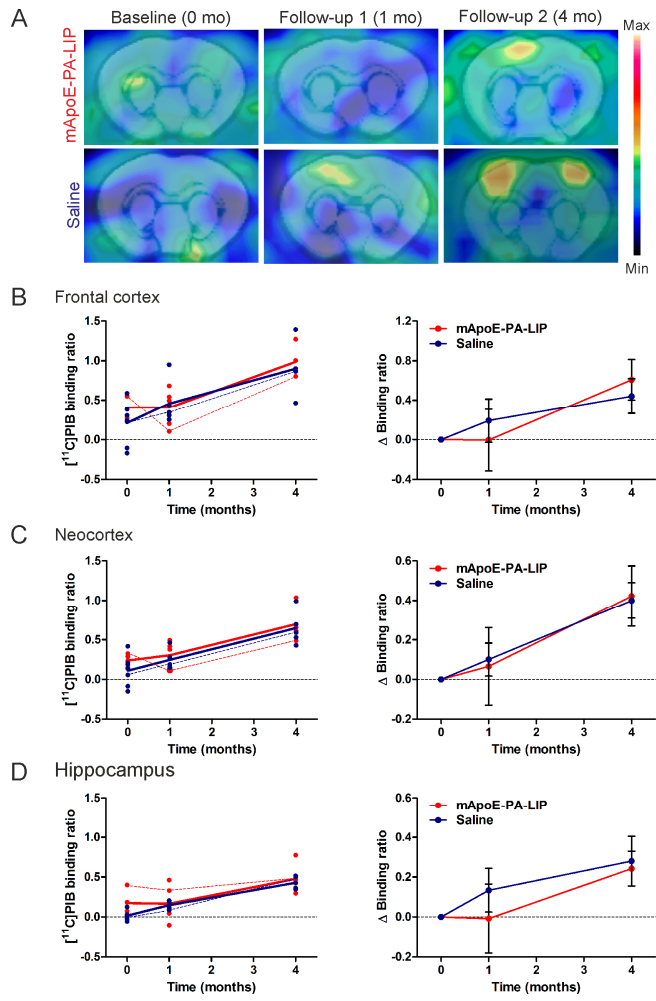 A
Baseline (0 mo) Follow-up 1 (1 mo) Follow-up 2 (4 mo)
Max
mApoE-PA-LIP
Saline
Min
B Frontal cortex
[¹¹C]PIB binding ratio
1.5
1.0
0.5
0.0
-0.5
0 1 2 3 4
Time (months)
Δ Binding ratio
1.2
0.8
0.4
0.0
-0.4
0 1 2 3 4
Time (months)
mApoE-PA-LIP
Saline
C Neocortex
[¹¹C]PIB binding ratio
1.5
1.0
0.5
0.0
-0.5
0 1 2 3 4
Time (months)
Δ Binding ratio
0.6
0.4
0.2
0.0
0.2
0 1 2 3 4
Time (months)
mApoE-PA-LIP
Saline
D Hippocampus
[¹¹C]PIB binding ratio
1.5
1.0
0.5
0.0
-0.5
0 1 2 3 4
Time (months)
Δ Binding ratio
0.6
0.4
0.2
0.0
0.2
0 1 2 3 4
Time (months)
mApoE-PA-LIP
Saline